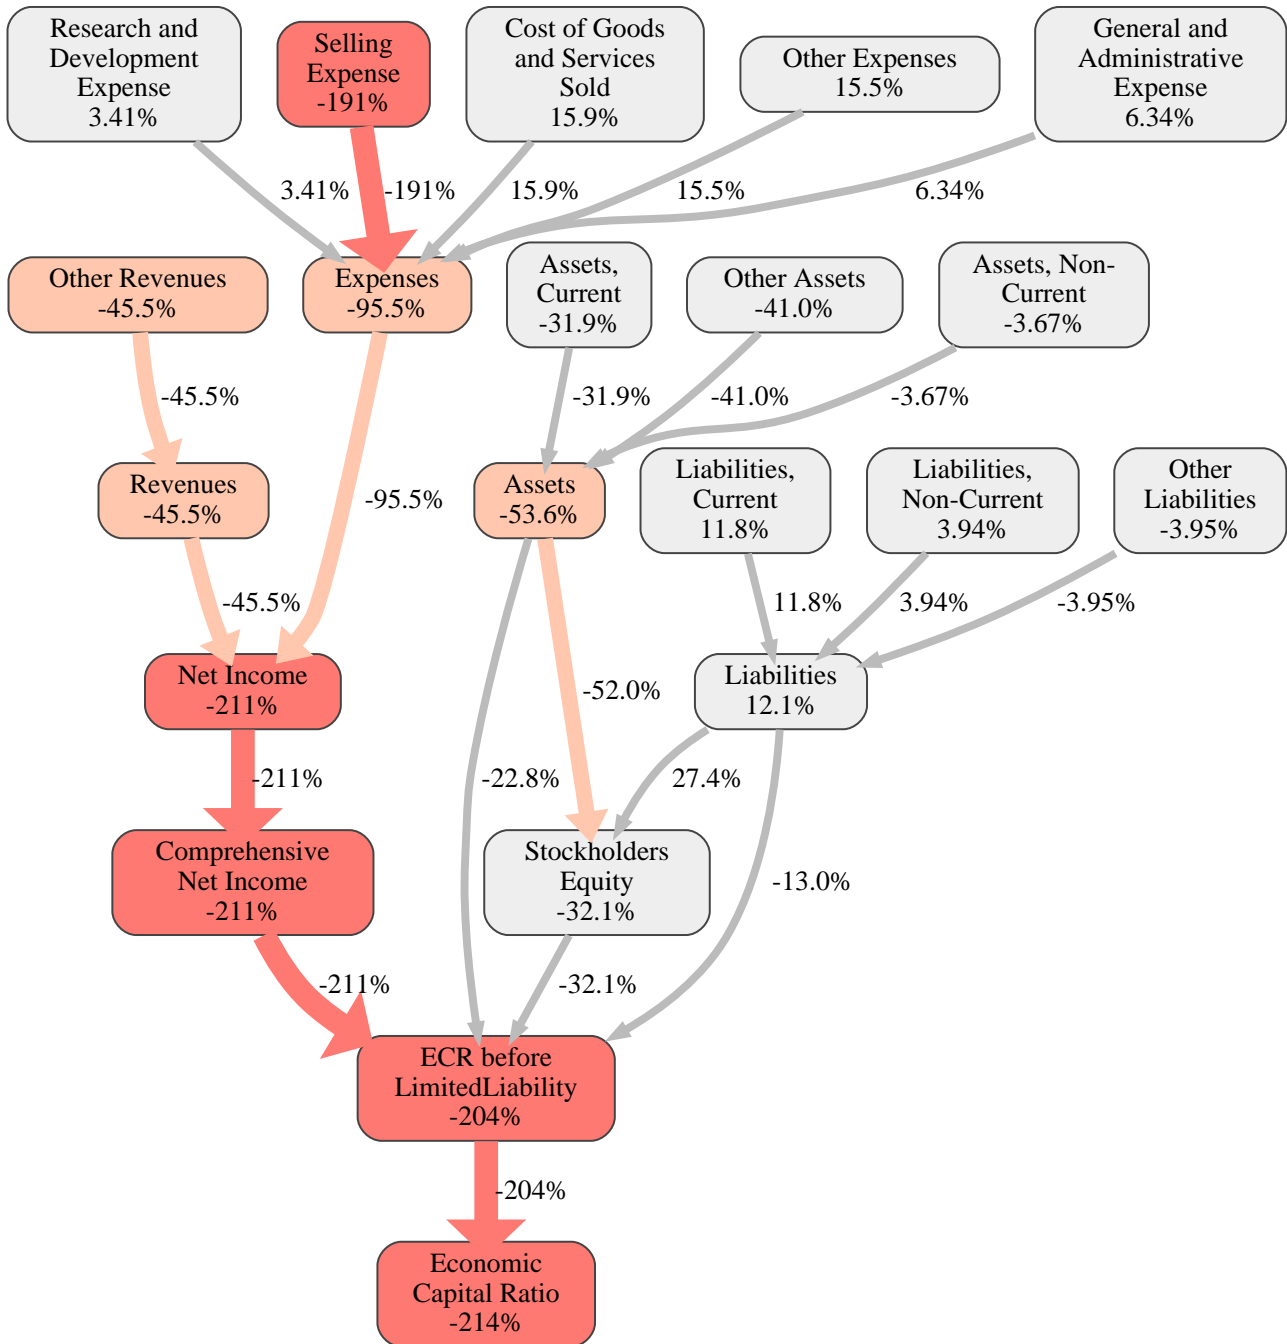 Research and
Development
Expense
3.41%
Selling
Expense
-191%
Cost of Goods
and Services
Sold
15.9%
Other Expenses
15.5%
General and
Administrative
Expense
6.34%
3.41%
-191%
15.9%
15.5%
6.34%
Other Revenues
-45.5%
Expenses
-95.5%
Assets,
Current
-31.9%
Other Assets
-41.0%
Assets, Non-
Current
-3.67%
-45.5%
-95.5%
-31.9%
-41.0%
-3.67%
Revenues
-45.5%
Assets
-53.6%
Liabilities,
Current
11.8%
Liabilities,
Non-Current
3.94%
Other
Liabilities
-3.95%
-45.5%
11.8%
3.94%
-3.95%
Net Income
-211%
-52.0%
Liabilities
12.1%
-211%
-22.8%
27.4%
-13.0%
Comprehensive
Net Income
-211%
Stockholders
Equity
-32.1%
-211%
-32.1%
ECR before
LimitedLiability
-204%
-204%
Economic
Capital Ratio
-214%